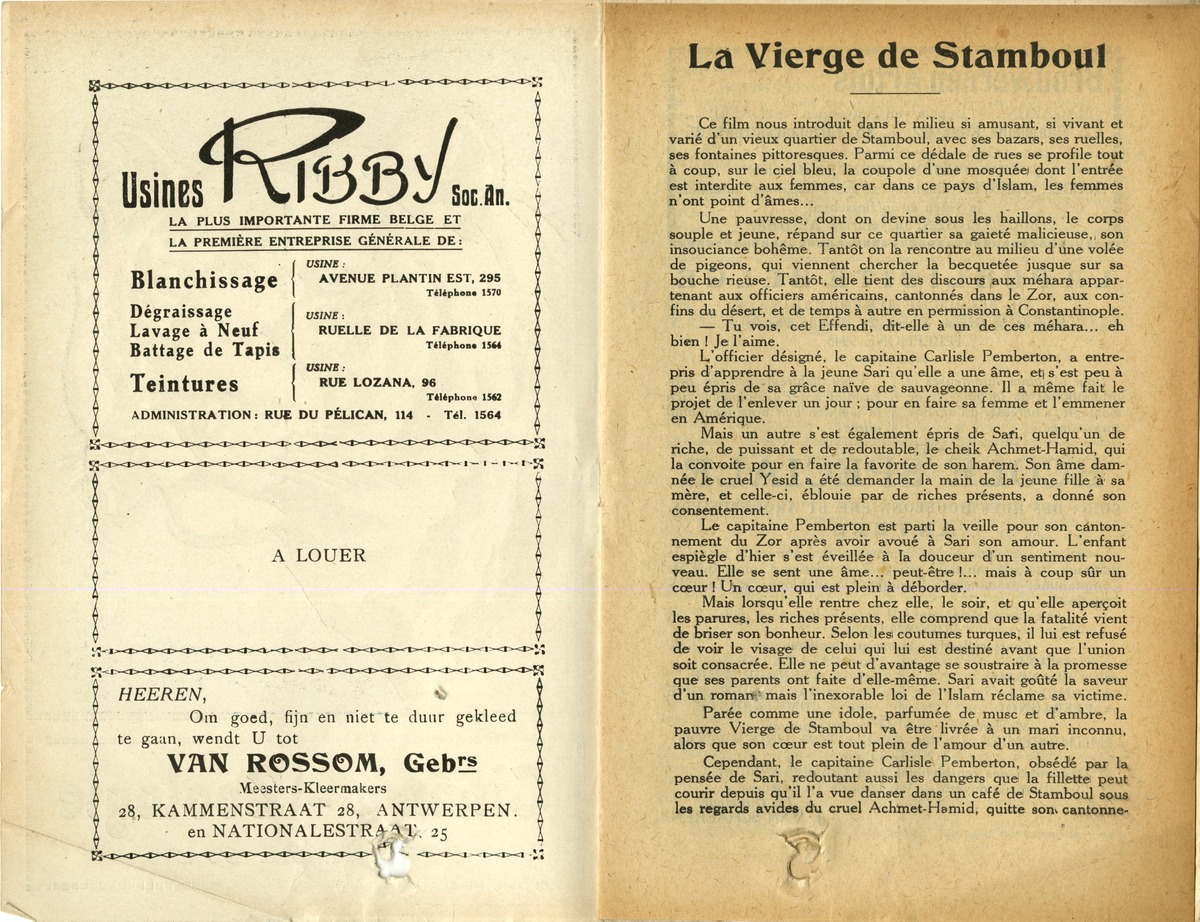 Usines RIBBY Soc. An.
LA PLUS IMPORTANTE FIRME BELGE ET
LA PREMIÈRE ENTREPRISE GÉNÉRALE DE :
Blanchissage
USINE :
AVENUE PLANTIN EST, 295
Téléphone 1570
Dégraissage
Lavage à Neuf
Battage de Tapis
USINE :
RUELLE DE LA FABRIQUE
Téléphone 1564
Teintures
USINE :
RUE LOZANA, 96
Téléphone 1562
ADMINISTRATION : RUE DU PÉLICAN, 114 - Tél. 1564
A LOUER
HEEREN,
Om goed, fijn en niet te duur gekleed
te gaan, wendt U tot
VAN ROSSOM, Gebrs
Meesters-Kleermakers
28, KAMMENSTRAAT 28, ANTWERPEN.
en NATIONALESTRAAT, 25
La Vierge de Stamboul
Ce film nous introduit dans le milieu si amusant, si vivant et
varié d'un vieux quartier de Stamboul, avec ses bazars, ses ruelles,
ses fontaines pittoresques. Parmi ce dédale de rues se profile tout
à coup, sur le ciel bleu, la coupole d'une mosquée dont l'entrée
est interdite aux femmes, car dans ce pays d'Islam, les femmes
n'ont point d'âmes...
Une pauvresse, dont on devine sous les haillons, le corps
souple et jeune, répand sur ce quartier sa gaieté malicieuse, son
insouciance bohême. Tantôt on la rencontre au milieu d'une volée
de pigeons, qui viennent chercher la becquetée jusque sur sa
bouche rieuse. Tantôt, elle tient des discours aux méhara appar-
tenant aux officiers américains, cantonnés dans le Zor, aux con-
fins du désert, et de temps à autre en permission à Constantinople.
— Tu vois, cet Effendi, dit-elle à un de ces méhara... eh
bien ! Je l'aime.
L'officier désigné, le capitaine Carlisle Pemberton, a entre-
pris d'apprendre à la jeune Sari qu'elle a une âme, et s'est peu à
peu épris de sa grâce naïve de sauvageonne. Il a même fait le
projet de l'enlever un jour ; pour en faire sa femme et l'emmener
en Amérique.
Mais un autre s'est également épris de Sari, quelqu'un de
riche, de puissant et de redoutable, le cheik Achmet-Hamid, qui
la convoite pour en faire la favorite de son harem. Son âme dam-
née le cruel Yesid a été demander la main de la jeune fille à sa
mère, et celle-ci, éblouie par de riches présents, a donné son
consentement.
Le capitaine Pemberton est parti la veille pour son canton-
nement du Zor après avoir avoué à Sari son amour. L'enfant
espiègle d'hier s'est éveillée à la douceur d'un sentiment nou-
veau. Elle se sent une âme... peut-être !... mais à coup sûr un
cœur ! Un cœur, qui est plein à déborder.
Mais lorsqu'elle rentre chez elle, le soir, et qu'elle aperçoit
les parures, les riches présents, elle comprend que la fatalité vient
de briser son bonheur. Selon les coutumes turques, il lui est refusé
de voir le visage de celui qui lui est destiné avant que l'union
soit consacrée. Elle ne peut d'avantage se soustraire à la promesse
que ses parents ont faite d'elle-même. Sari avait goûté la saveur
d'un roman mais l'inexorable loi de l'Islam réclame sa victime.
Parée comme une idole, parfumée de musc et d'ambre, la
pauvre Vierge de Stamboul va être livrée à un mari inconnu,
alors que son cœur est tout plein de l'amour d'un autre.
Cependant, le capitaine Carlisle Pemberton, obsédé par la
pensée de Sari, redoutant aussi les dangers que la fillette peut
courir depuis qu'il l'a vue danser dans un café de Stamboul sous
les regards avides du cruel Achmet-Hamid, quitte son cantonne-